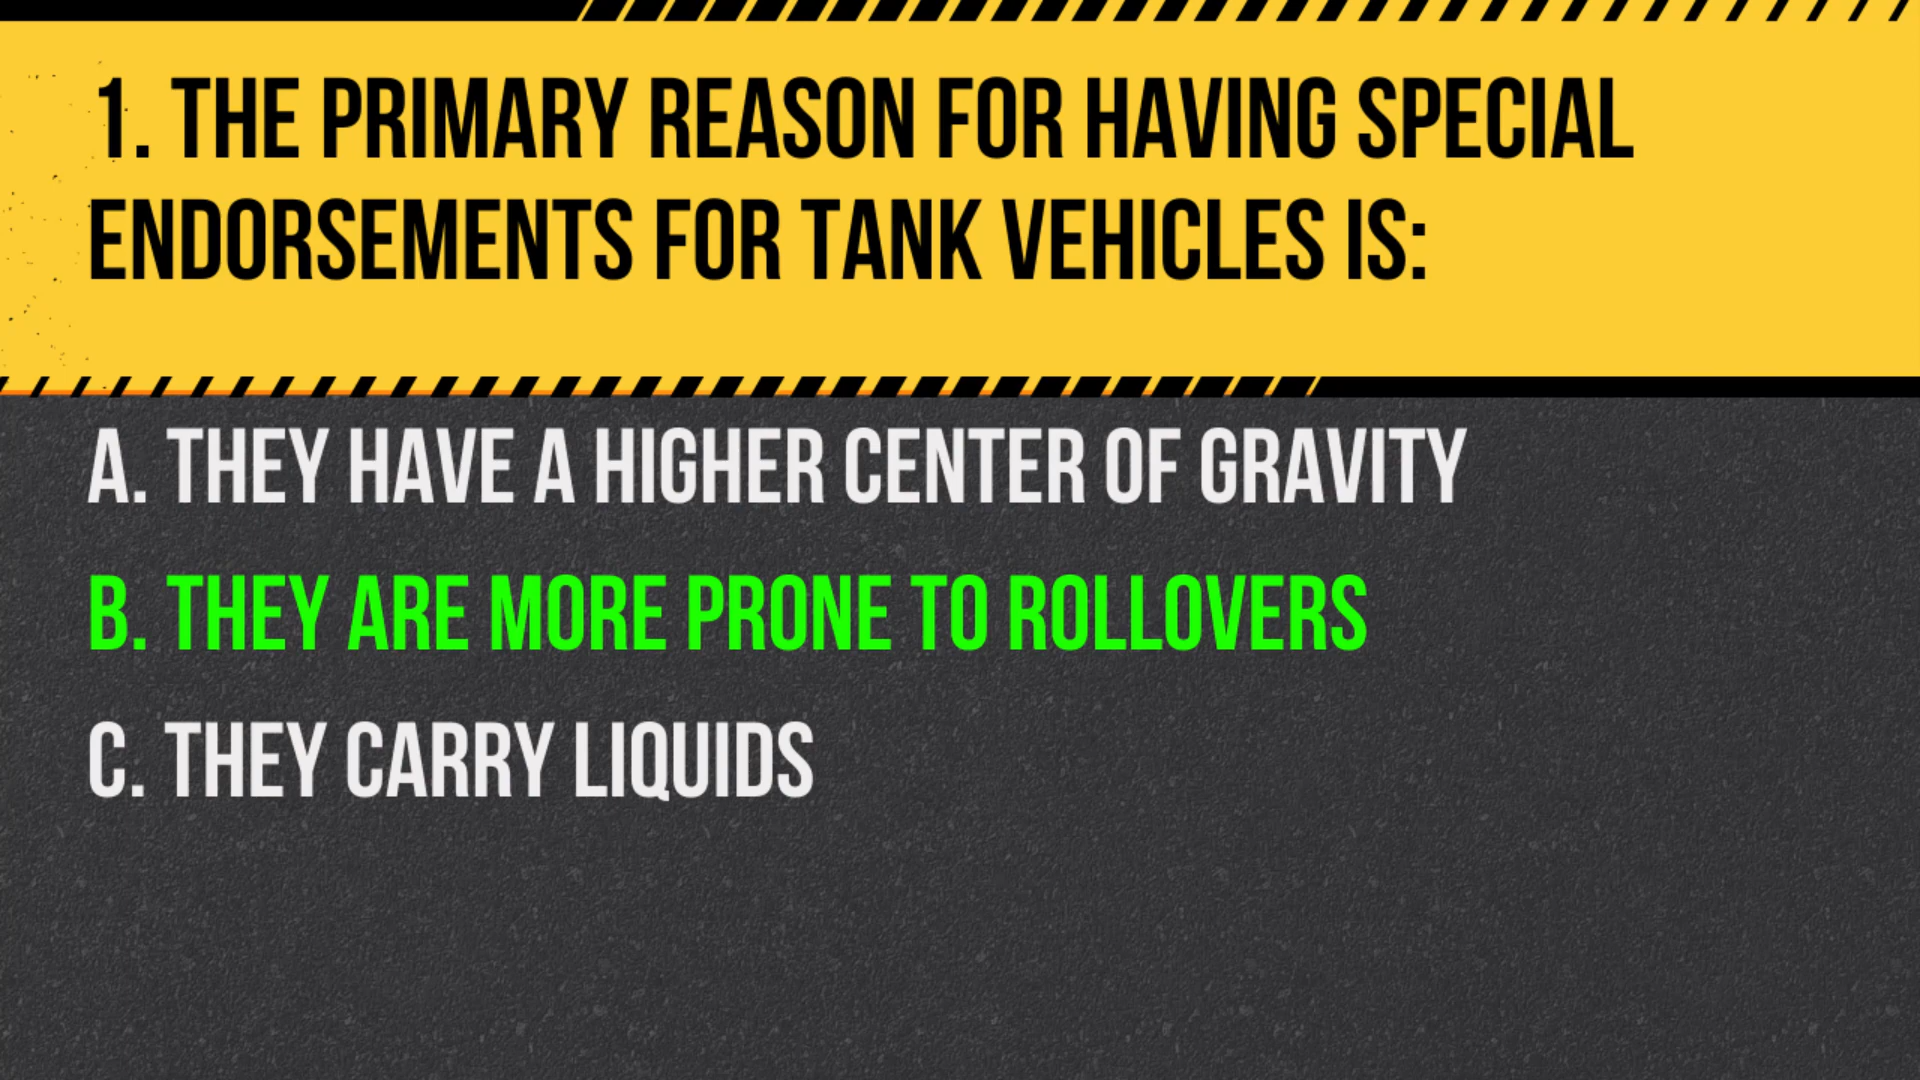 1. THE PRIMARY REASON FOR HAVING SPECIAL
ENDORSEMENTS FOR TANK VEHICLES IS:
A. THEY HAVE A HIGHER CENTER OF GRAVITY
B. THEY ARE MORE PRONE TO ROLLOVERS
C. THEY CARRY LIQUIDS